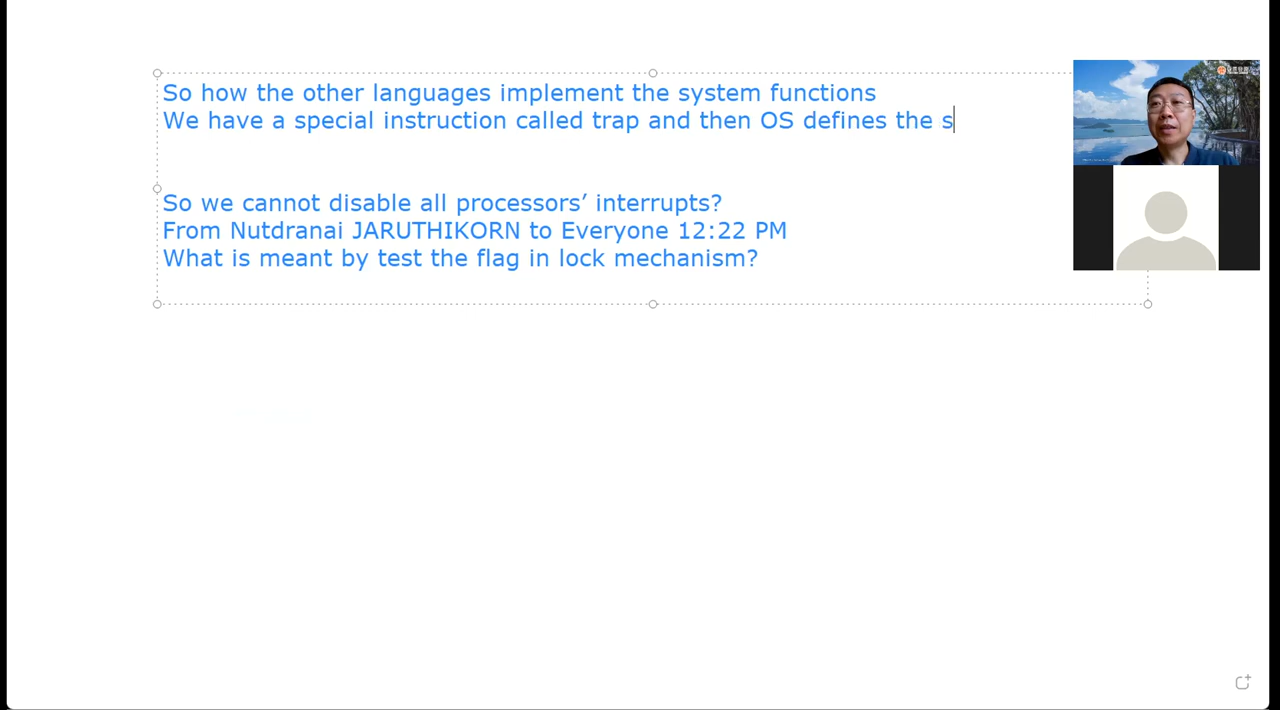 So how the other languages implement the system functions
We have a special instruction called trap and then OS defines the s
So we cannot disable all processors’ interrupts?
From Nutdranai JARUTHIKORN to Everyone 12:22 PM
What is meant by test the flag in lock mechanism?